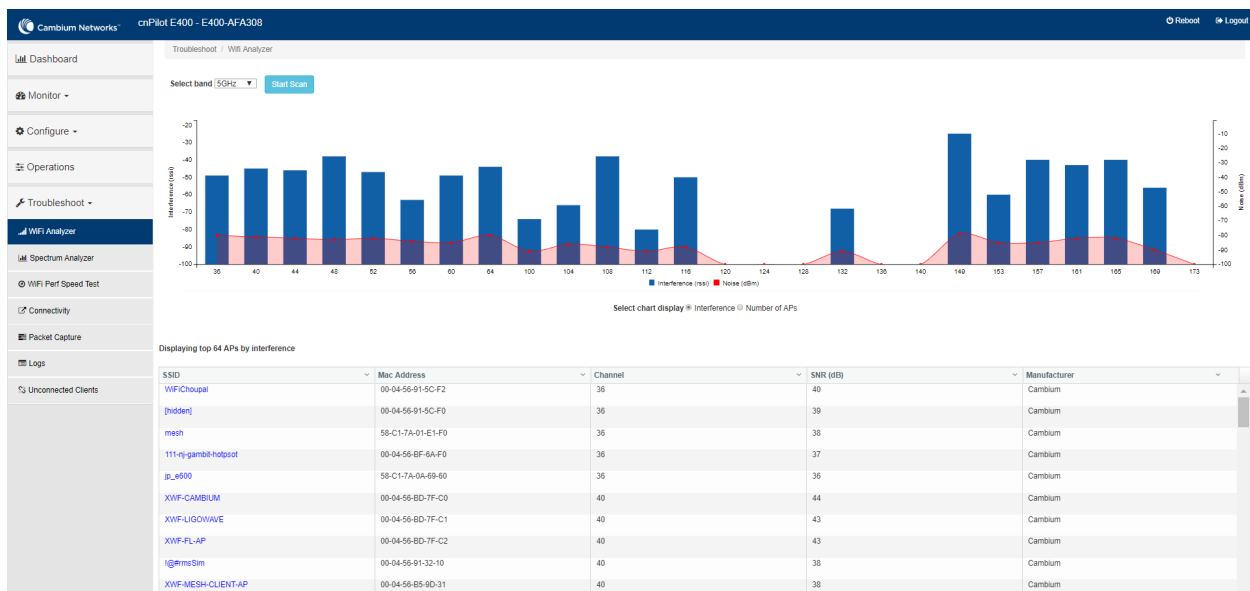 Cambium Networks™ cnPilot E400 - E400-AFA308 Reboot Logout
Dashboard
Monitor
Configure
Operations
Troubleshoot
WiFi Analyzer
Spectrum Analyzer
WiFi Perf Speed Test
Connectivity
Packet Capture
Logs
Unconnected Clients
Troubleshoot / Wifi Analyzer
Select band 5GHz Start Scan
Interference (rssi)
-20
-30
-40
-50
-60
-70
-80
-90
-100
-10
-20
-30
-40
-50
-60
-70
-80
-90
-100
Noise (dBm)
36 40 44 48 52 56 60 64 100 104 108 112 116 120 124 128 132 136 140 149 153 157 161 165 169 173
Interference (rssi) Noise (dBm)
Select chart display Interference Number of APs
Displaying top 64 APs by interference
SSID Mac Address Channel SNR (dB) Manufacturer
WiFiChoupal 00-04-56-91-5C-F2 36 40 Cambium
[hidden] 00-04-56-91-5C-F0 36 39 Cambium
mesh 58-C1-7A-01-E1-F0 36 38 Cambium
111-nj-gambit-hotpsot 00-04-56-BF-6A-F0 36 37 Cambium
jp_e600 58-C1-7A-0A-69-60 36 36 Cambium
XWF-CAMBIUM 00-04-56-BD-7F-C0 40 44 Cambium
XWF-LIGOWAVE 00-04-56-BD-7F-C1 40 43 Cambium
XWF-FL-AP 00-04-56-BD-7F-C2 40 43 Cambium
!@#rmsSim 00-04-56-91-32-10 40 38 Cambium
XWF-MESH-CLIENT-AP 00-04-56-B5-9D-31 40 38 Cambium